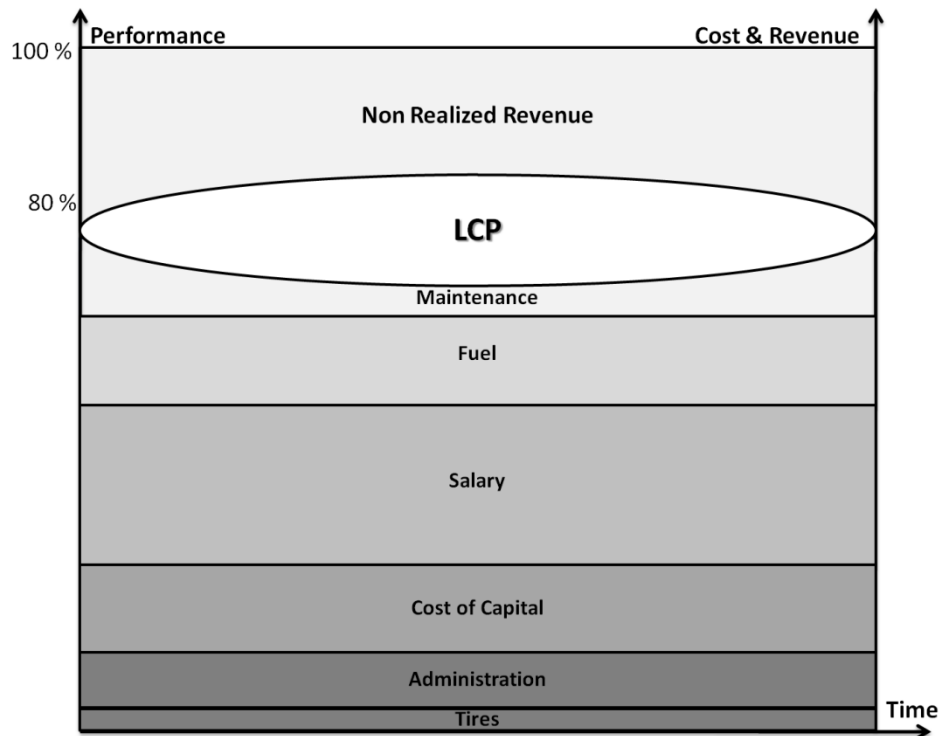 Performance
Cost & Revenue
100 %
Non Realized Revenue
80 %
LCP
Maintenance
Fuel
Salary
Cost of Capital
Administration
Time
Tires